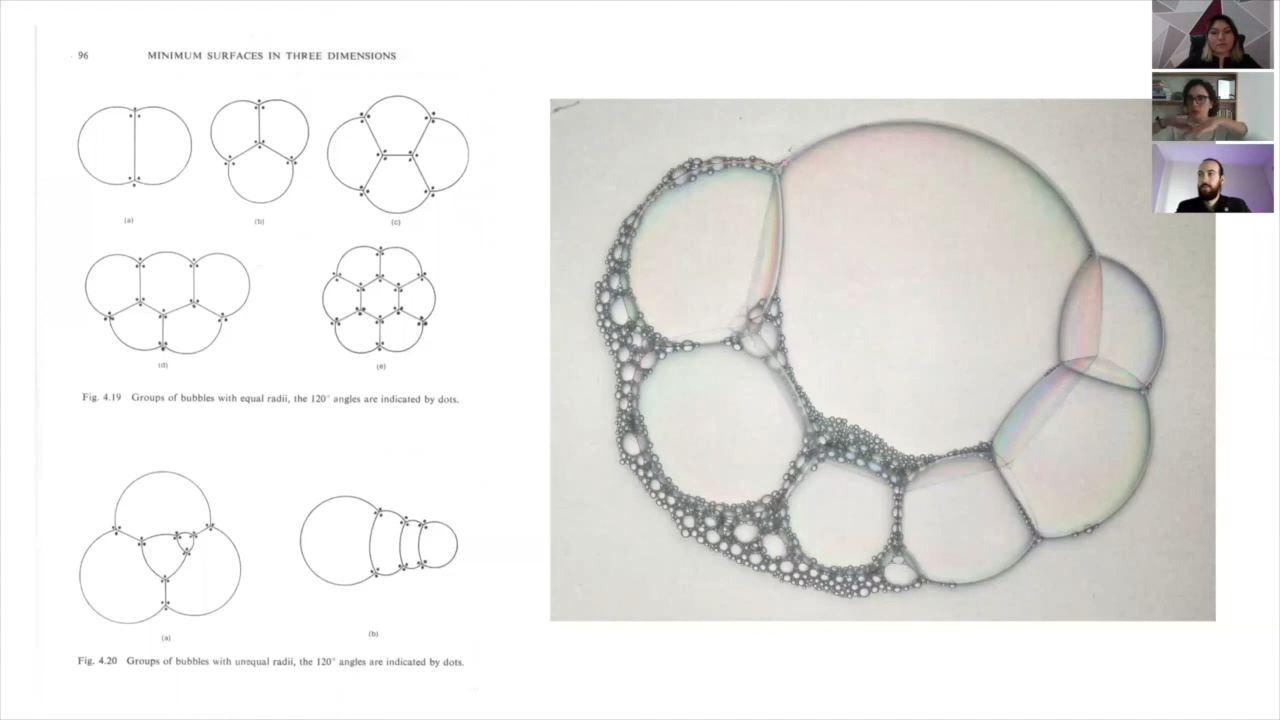 96 MINIMUM SURFACES IN THREE DIMENSIONS
(a) (b) (c)
(d) (e)
Fig. 4.19 Groups of bubbles with equal radii, the 120° angles are indicated by dots.
(a) (b)
Fig. 4.20 Groups of bubbles with unequal radii, the 120° angles are indicated by dots.